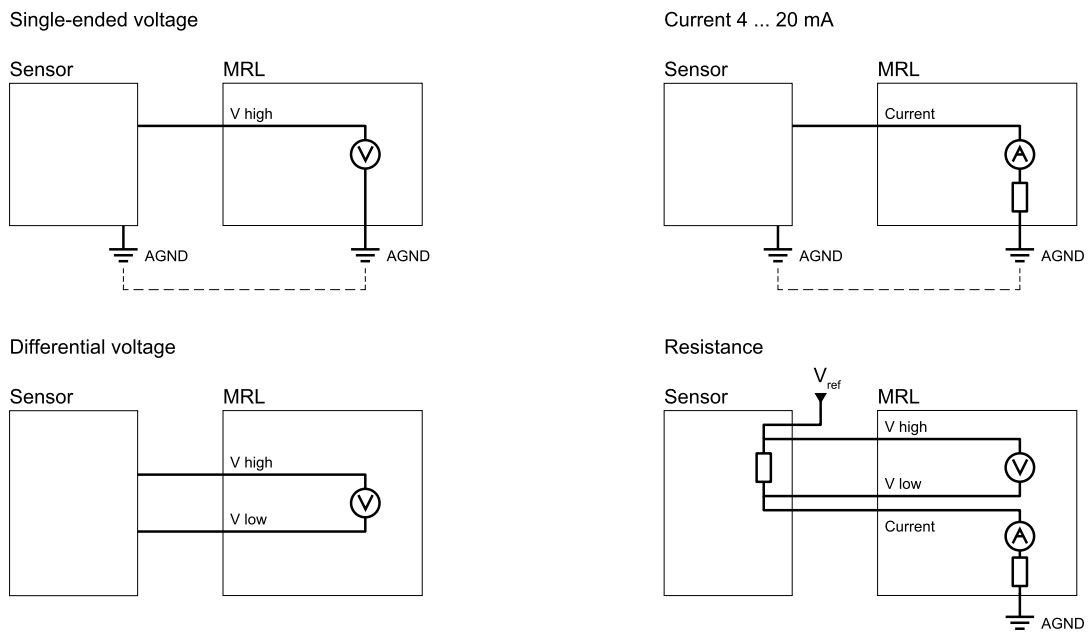 Single-ended voltage
Sensor
MRL
V high
V
AGND
AGND
Current 4 ... 20 mA
Sensor
MRL
Current
A
AGND
AGND
Differential voltage
Sensor
MRL
V high
V low
V
Resistance
Sensor
Vref
MRL
V high
V
V low
Current
A
AGND